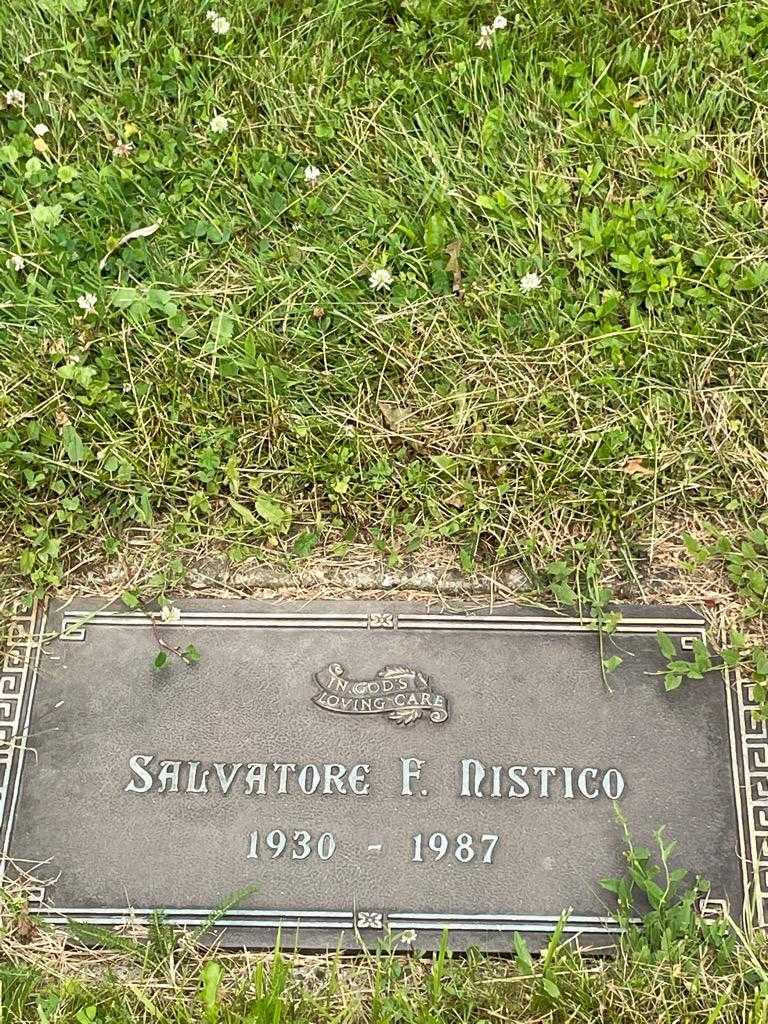 IN GOD'S
LOVING CARE
SALVATORE F. NISTICO
1930 - 1987